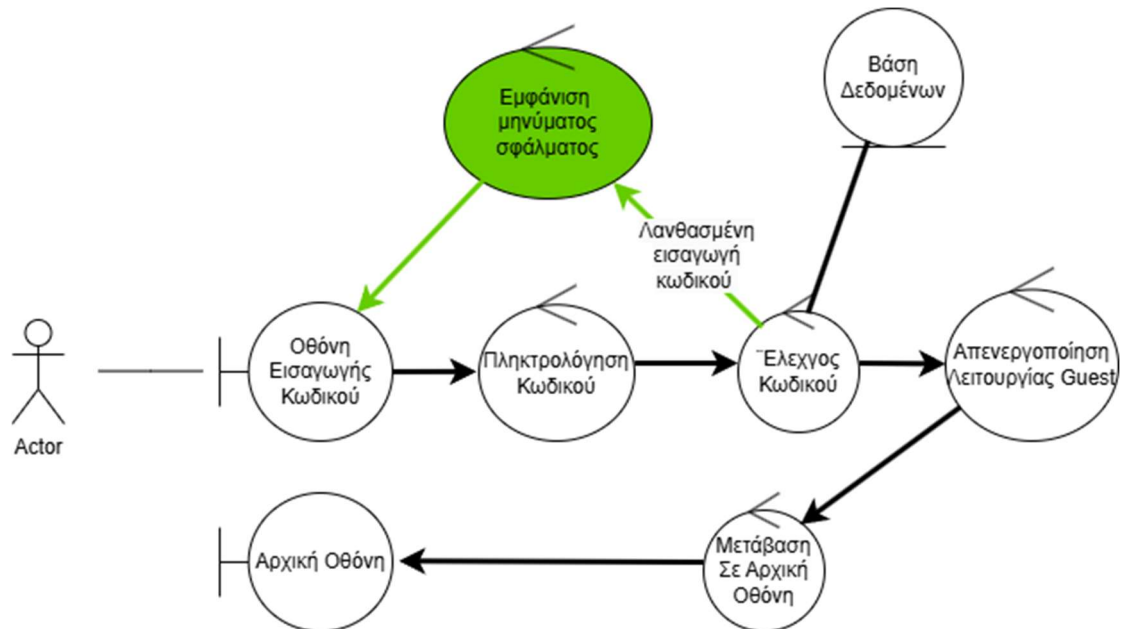 Εμφάνιση
μηνύματος
σφάλματος
Βάση
Δεδομένων
Λανθασμένη
εισαγωγή
κωδικού
Actor
Οθόνη
Εισαγωγής
Κωδικού
Πληκτρολόγηση
Κωδικού
Έλεχγος
Κωδικού
Απενεργοποίηση
Λειτουργίας Guest
Αρχική Οθόνη
Μετάβαση
Σε Αρχική
Οθόνη